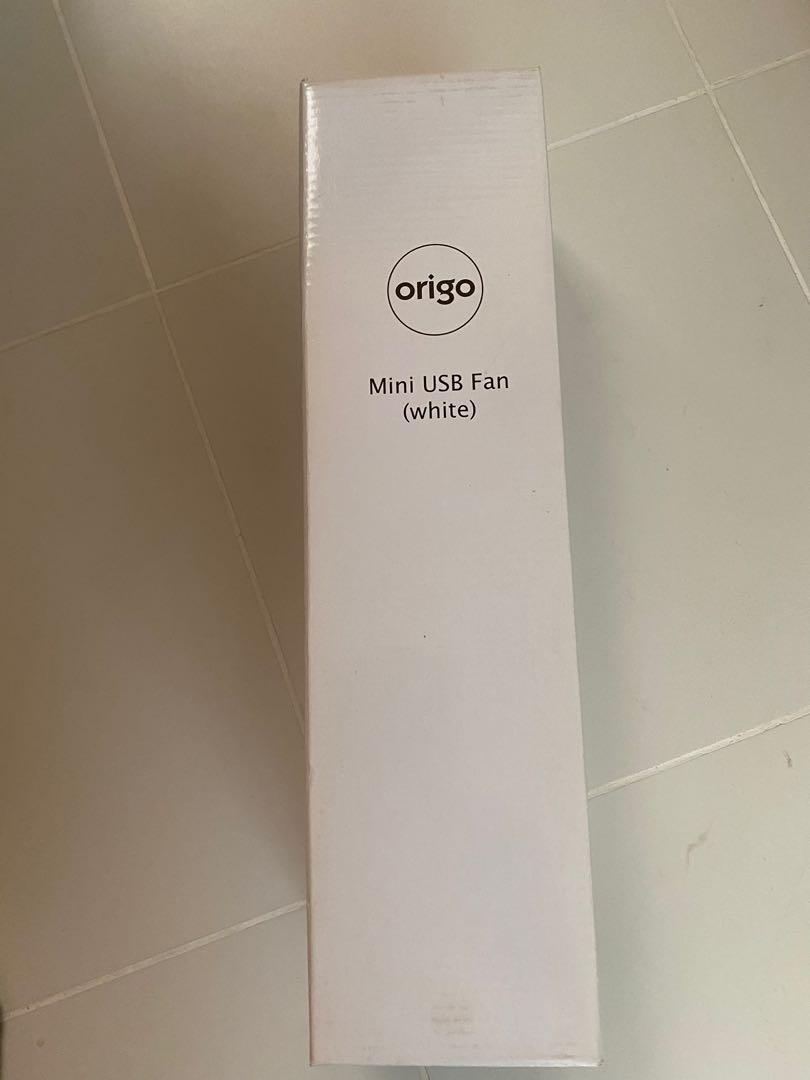 origo
Mini USB Fan
(white)